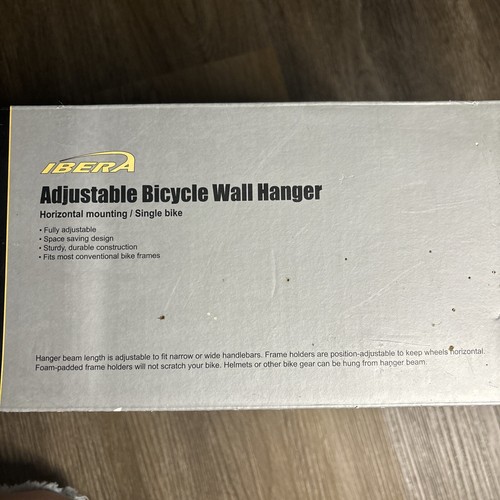 IBERA
Adjustable Bicycle Wall Hanger
Horizontal mounting / Single bike
• Fully adjustable
• Space saving design
• Sturdy, durable construction
• Fits most conventional bike frames
Hanger beam length is adjustable to fit narrow or wide handlebars. Frame holders are position-adjustable to keep wheels horizontal.
Foam-padded frame holders will not scratch your bike. Helmets or other bike gear can be hung from hanger beam.